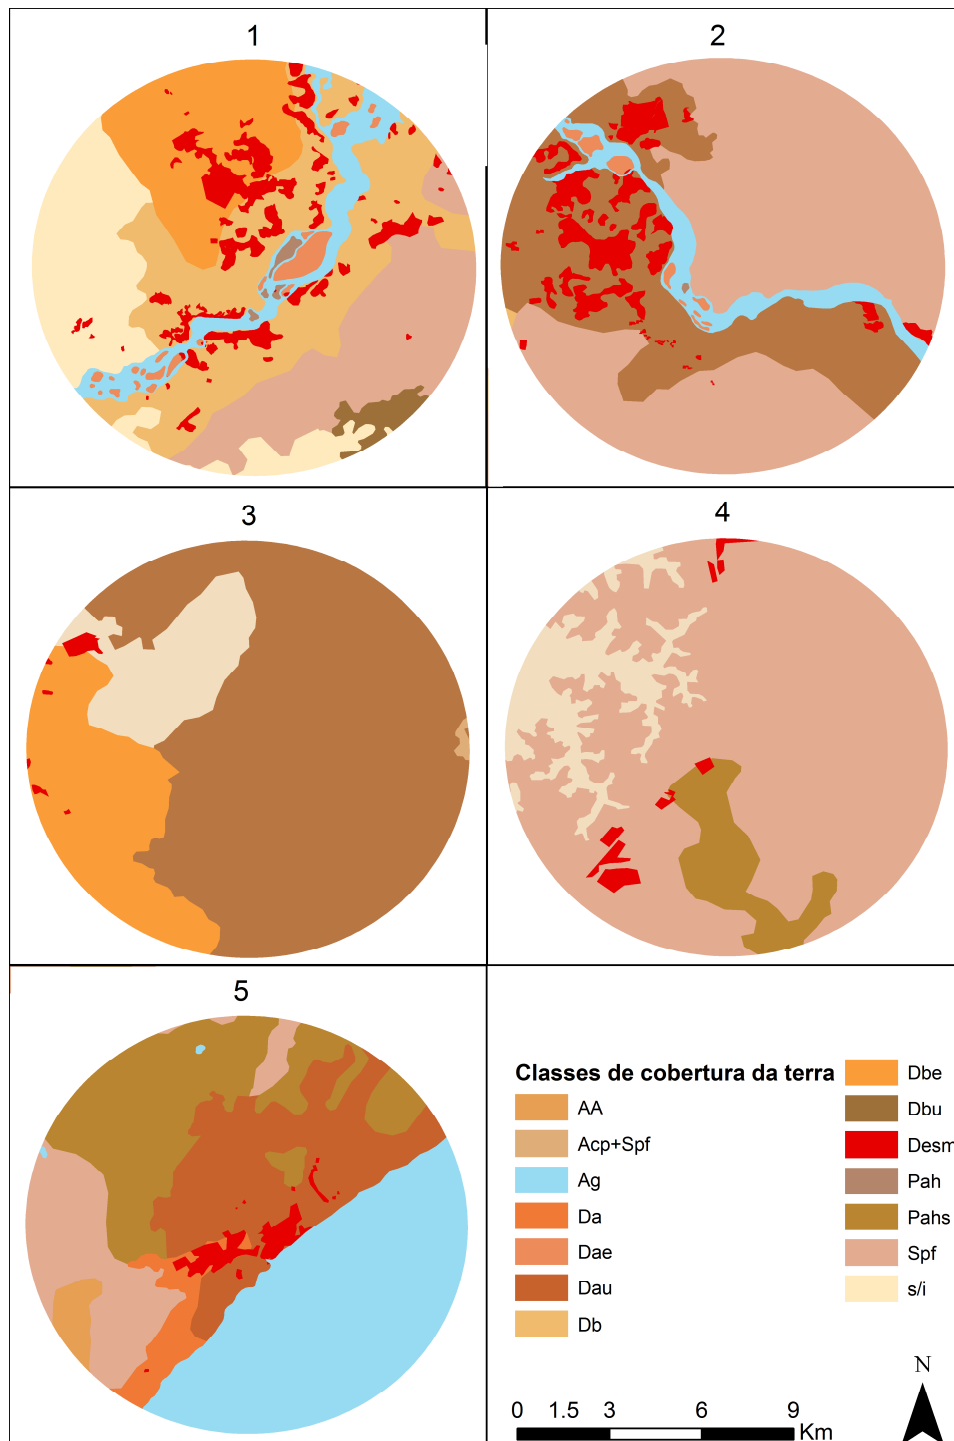 1
2
3
4
5
Classes de cobertura da terra
AA
Acp+Spf
Ag
Da
Dae
Dau
Db
Dbe
Dbu
Desm
Pah
Pahs
Spf
s/i
N
0 1.5 3 6 9
Km